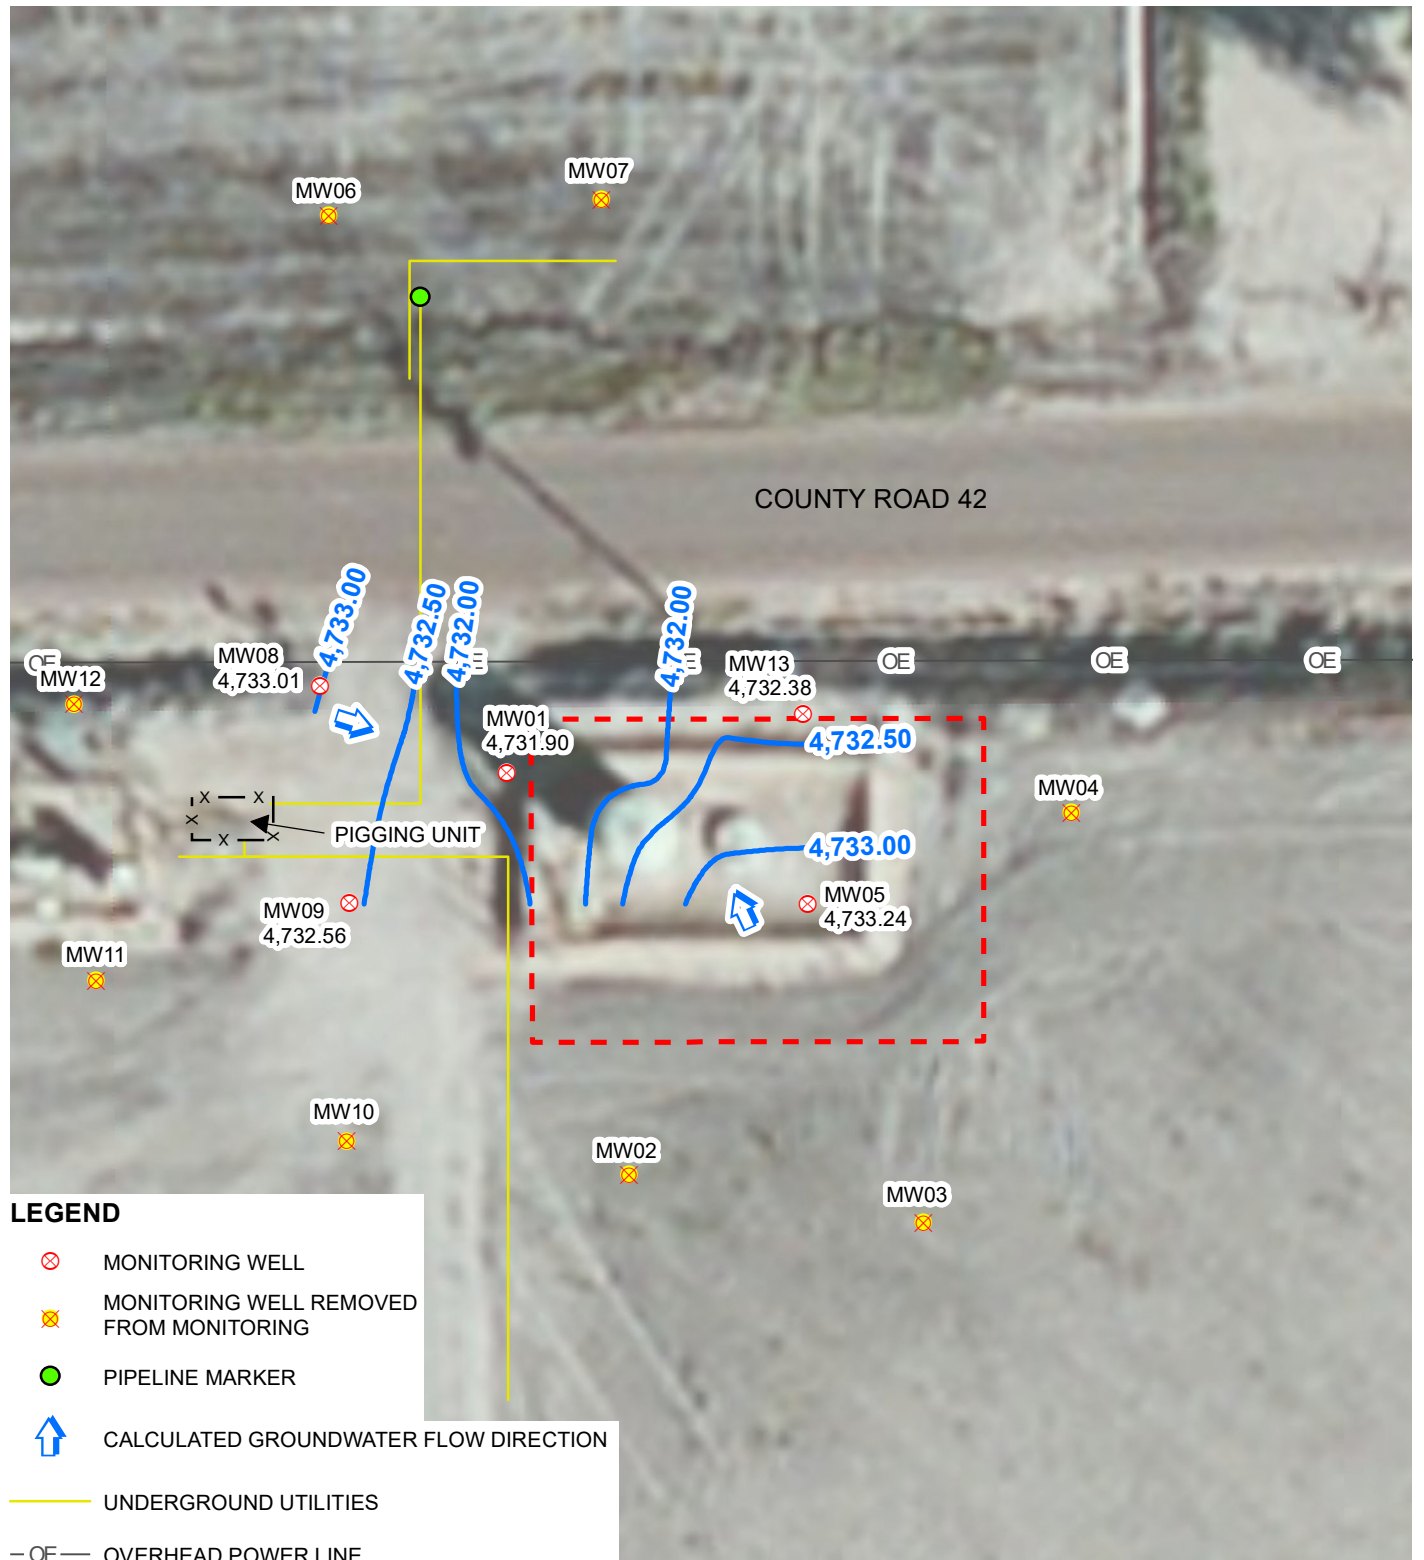 MW07
MW06
COUNTY ROAD 42
4,733.00
4,732.50
4,732.00
4,732.00
OE
OE
OE
OE
MW08
4,733.01
MW13
4,732.38
MW12
MW01
4,731.90
4,732.50
MW04
X
X
X
X
X
PIGGING UNIT
4,733.00
MW05
4,733.24
MW09
4,732.56
MW11
MW10
MW02
MW03
LEGEND
MONITORING WELL
MONITORING WELL REMOVED
FROM MONITORING
PIPELINE MARKER
CALCULATED GROUNDWATER FLOW DIRECTION
UNDERGROUND UTILITIES
OE
OVERHEAD POWER LINE